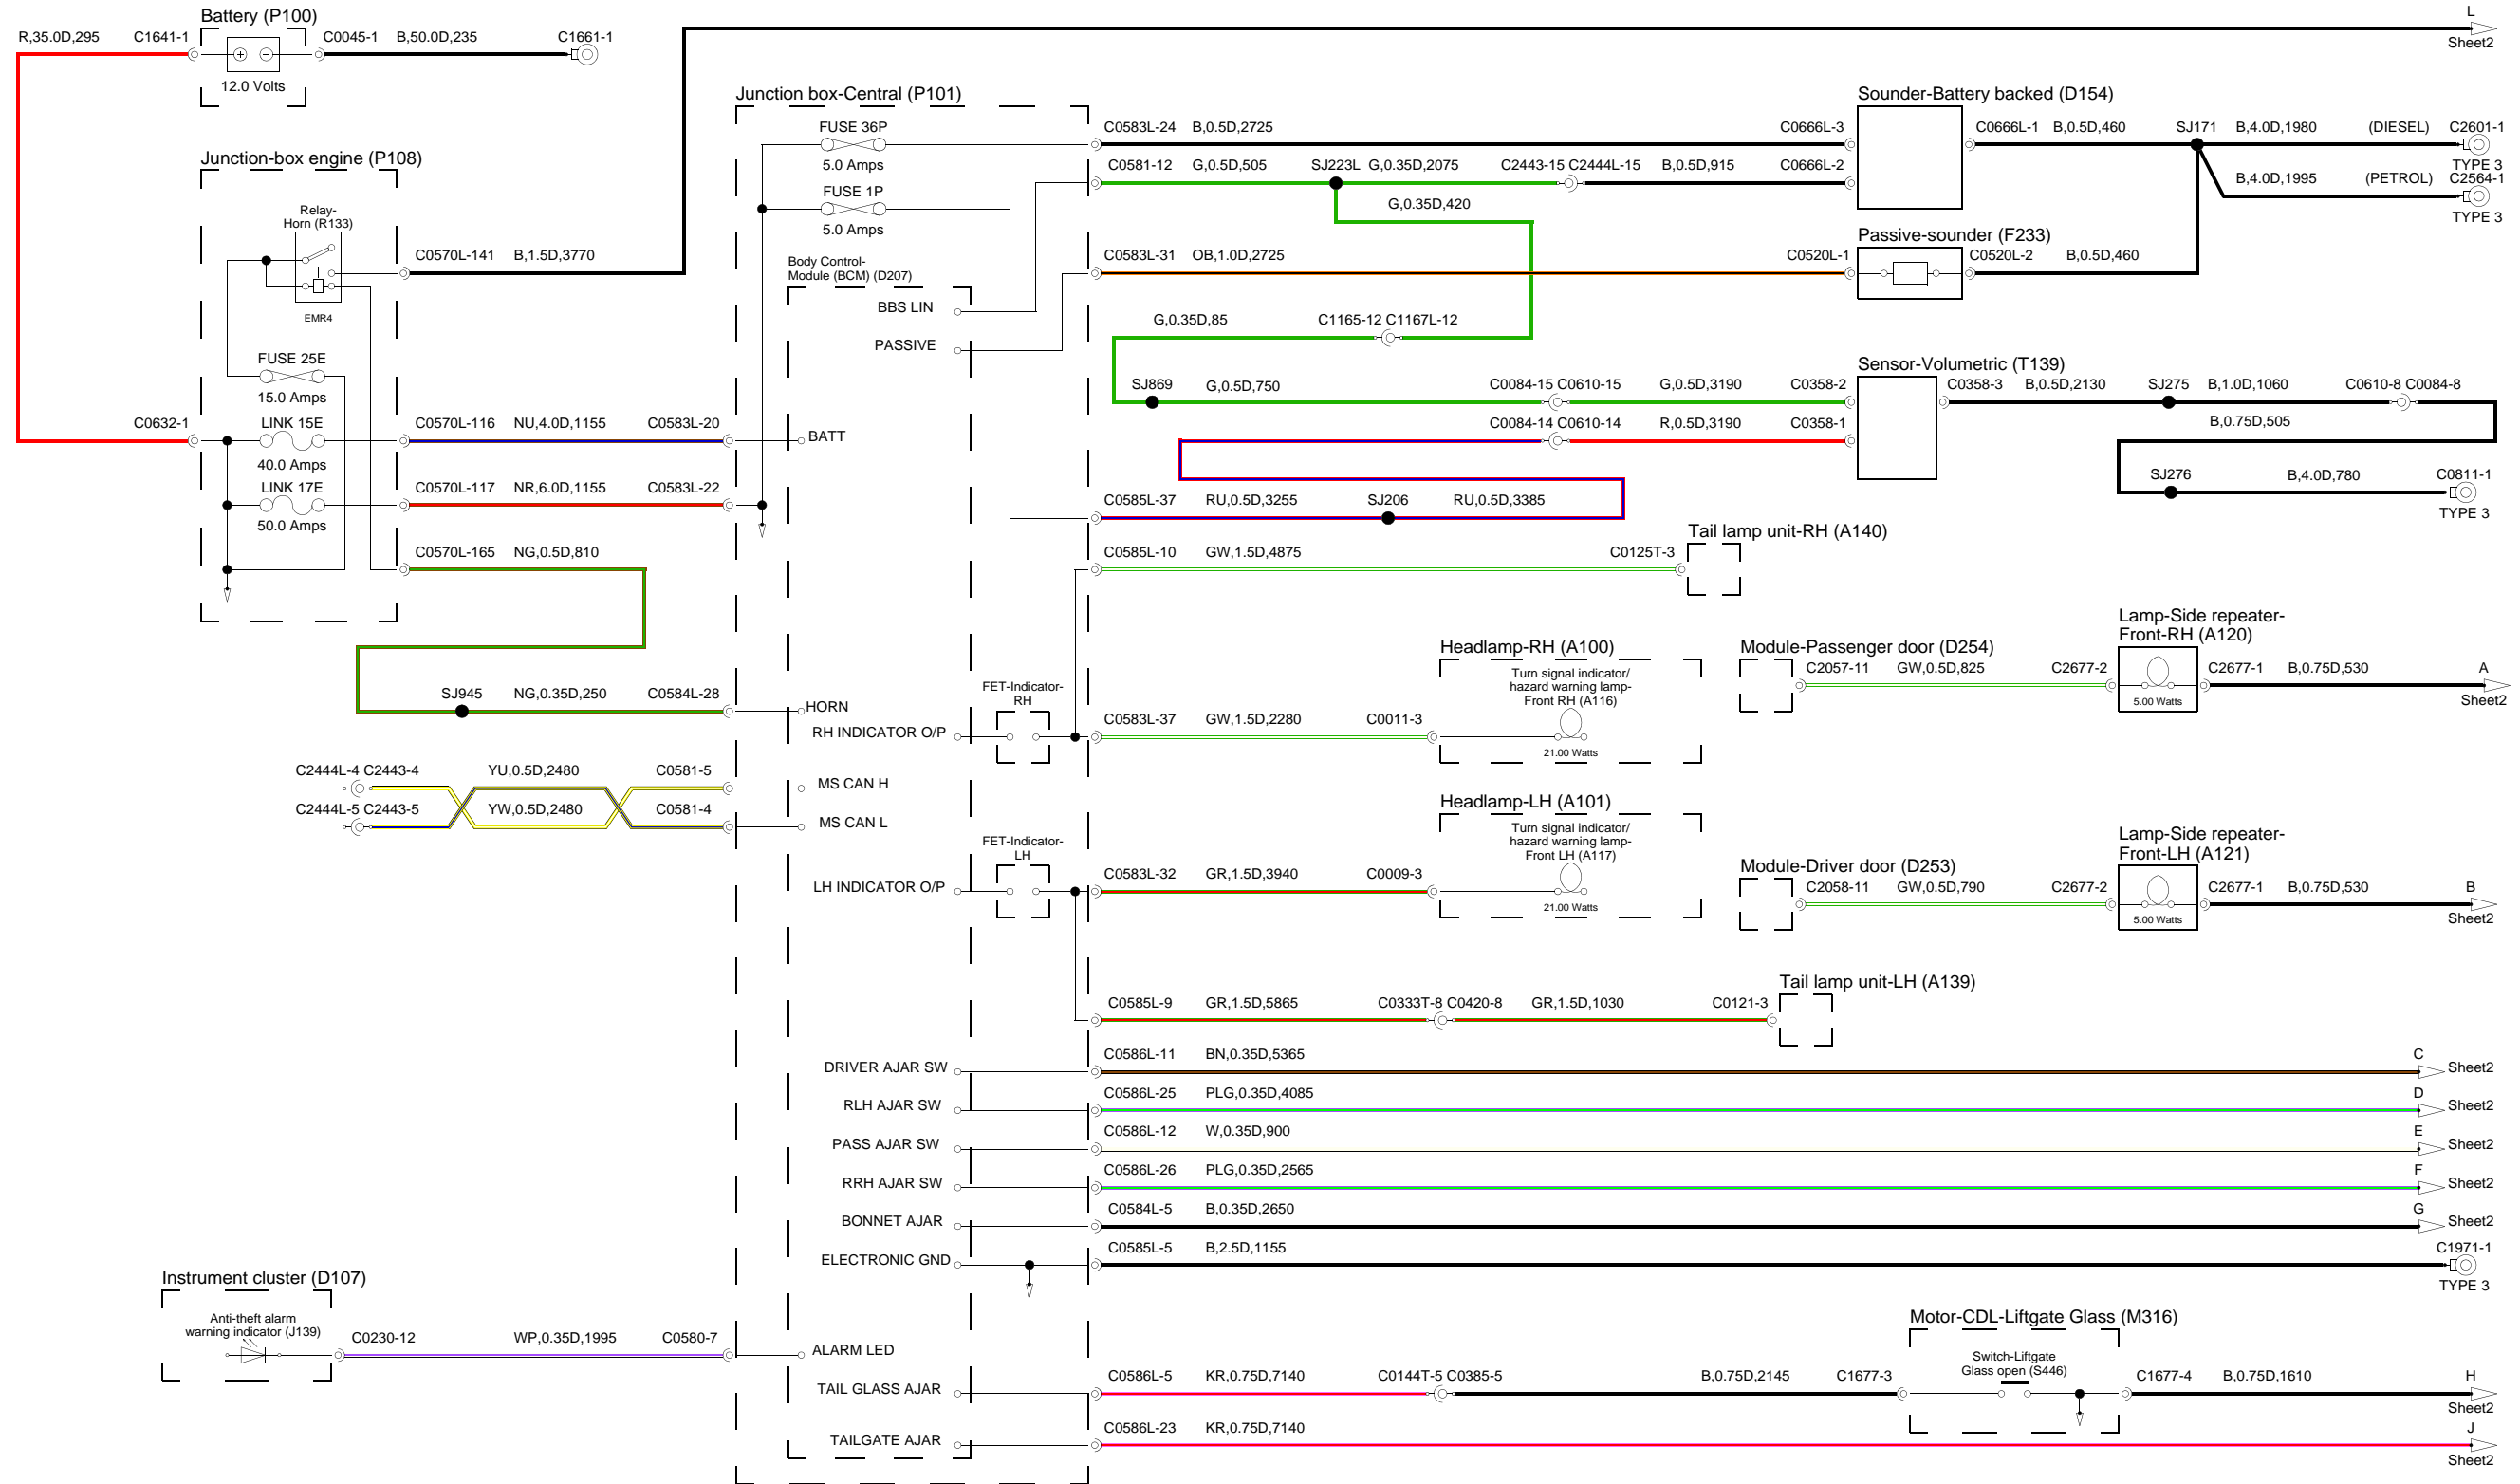 Battery (P100)
R,35.0D,295
C1641-1
C0045-1
B,50.0D,235
C1661-1
12.0 Volts
L
Sheet2
Junction box-Central (P101)
FUSE 36P
5.0 Amps
FUSE 1P
5.0 Amps
C0583L-24
B,0.5D,2725
C0666L-3
Sounder-Battery backed (D154)
C0666L-1
B,0.5D,460
SJ171
B,4.0D,1980
(DIESEL)
C2601-1
TYPE 3
C0581-12
G,0.5D,505
SJ223L
G,0.35D,2075
C2443-15 C2444L-15
B,0.5D,915
C0666L-2
B,4.0D,1995
(PETROL)
C2564-1
TYPE 3
G,0.35D,420
Junction-box engine (P108)
Relay-
Horn (R133)
EMR4
C0570L-141
B,1.5D,3770
Body Control-
Module (BCM) (D207)
BBS LIN
PASSIVE
C0583L-31
OB,1.0D,2725
C0520L-1
Passive-sounder (F233)
C0520L-2
B,0.5D,460
G,0.35D,85
C1165-12 C1167L-12
FUSE 25E
15.0 Amps
SJ869
G,0.5D,750
C0084-15 C0610-15
G,0.5D,3190
C0358-2
Sensor-Volumetric (T139)
C0358-3
B,0.5D,2130
SJ275
B,1.0D,1060
C0610-8 C0084-8
C0632-1
LINK 15E
40.0 Amps
C0570L-116
NU,4.0D,1155
C0583L-20
BATT
C0084-14 C0610-14
R,0.5D,3190
C0358-1
B,0.75D,505
LINK 17E
50.0 Amps
C0570L-117
NR,6.0D,1155
C0583L-22
C0585L-37
RU,0.5D,3255
SJ206
RU,0.5D,3385
SJ276
B,4.0D,780
C0811-1
TYPE 3
C0570L-165
NG,0.5D,810
C0585L-10
GW,1.5D,4875
C0125T-3
Tail lamp unit-RH (A140)
SJ945
NG,0.35D,250
C0584L-28
HORN
RH INDICATOR O/P
FET-Indicator-
RH
C0583L-37
GW,1.5D,2280
C0011-3
Headlamp-RH (A100)
Turn signal indicator/
hazard warning lamp-
Front RH (A116)
21.00 Watts
Module-Passenger door (D254)
C2057-11
GW,0.5D,825
C2677-2
Lamp-Side repeater-
Front-RH (A120)
5.00 Watts
C2677-1
B,0.75D,530
A
Sheet2
C2444L-4 C2443-4
YU,0.5D,2480
C0581-5
MS CAN H
C2444L-5 C2443-5
YW,0.5D,2480
C0581-4
MS CAN L
LH INDICATOR O/P
FET-Indicator-
LH
C0583L-32
GR,1.5D,3940
C0009-3
Headlamp-LH (A101)
Turn signal indicator/
hazard warning lamp-
Front LH (A117)
21.00 Watts
Module-Driver door (D253)
C2058-11
GW,0.5D,790
C2677-2
Lamp-Side repeater-
Front-LH (A121)
5.00 Watts
C2677-1
B,0.75D,530
B
Sheet2
C0585L-9
GR,1.5D,5865
C0333T-8 C0420-8
GR,1.5D,1030
C0121-3
Tail lamp unit-LH (A139)
DRIVER AJAR SW
C0586L-11
BN,0.35D,5365
C
Sheet2
RLH AJAR SW
C0586L-25
PLG,0.35D,4085
D
Sheet2
PASS AJAR SW
C0586L-12
W,0.35D,900
E
Sheet2
RRH AJAR SW
C0586L-26
PLG,0.35D,2565
F
Sheet2
BONNET AJAR
C0584L-5
B,0.35D,2650
G
Sheet2
ELECTRONIC GND
C0585L-5
B,2.5D,1155
C1971-1
TYPE 3
Instrument cluster (D107)
Anti-theft alarm
warning indicator (J139)
C0230-12
WP,0.35D,1995
C0580-7
ALARM LED
TAIL GLASS AJAR
C0586L-5
KR,0.75D,7140
C0144T-5 C0385-5
B,0.75D,2145
C1677-3
Motor-CDL-Liftgate Glass (M316)
Switch-Liftgate
Glass open (S446)
C1677-4
B,0.75D,1610
H
Sheet2
TAILGATE AJAR
C0586L-23
KR,0.75D,7140
J
Sheet2